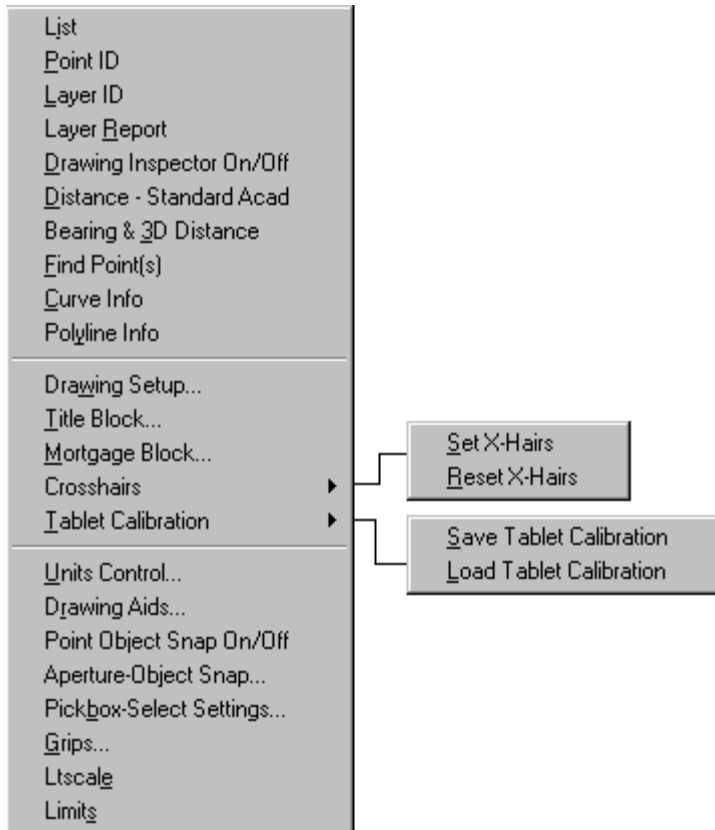 List
Point ID
Layer ID
Layer Report
Drawing Inspector On/Off
Distance - Standard Acad
Bearing & 3D Distance
Find Point(s)
Curve Info
Polyline Info
Drawing Setup...
Title Block...
Mortgage Block...
Crosshairs
Tablet Calibration
Set X-Hairs
Reset X-Hairs
Save Tablet Calibration
Load Tablet Calibration
Units Control...
Drawing Aids...
Point Object Snap On/Off
Aperture-Object Snap...
Pickbox-Select Settings...
Grips...
Ltscale
Limits